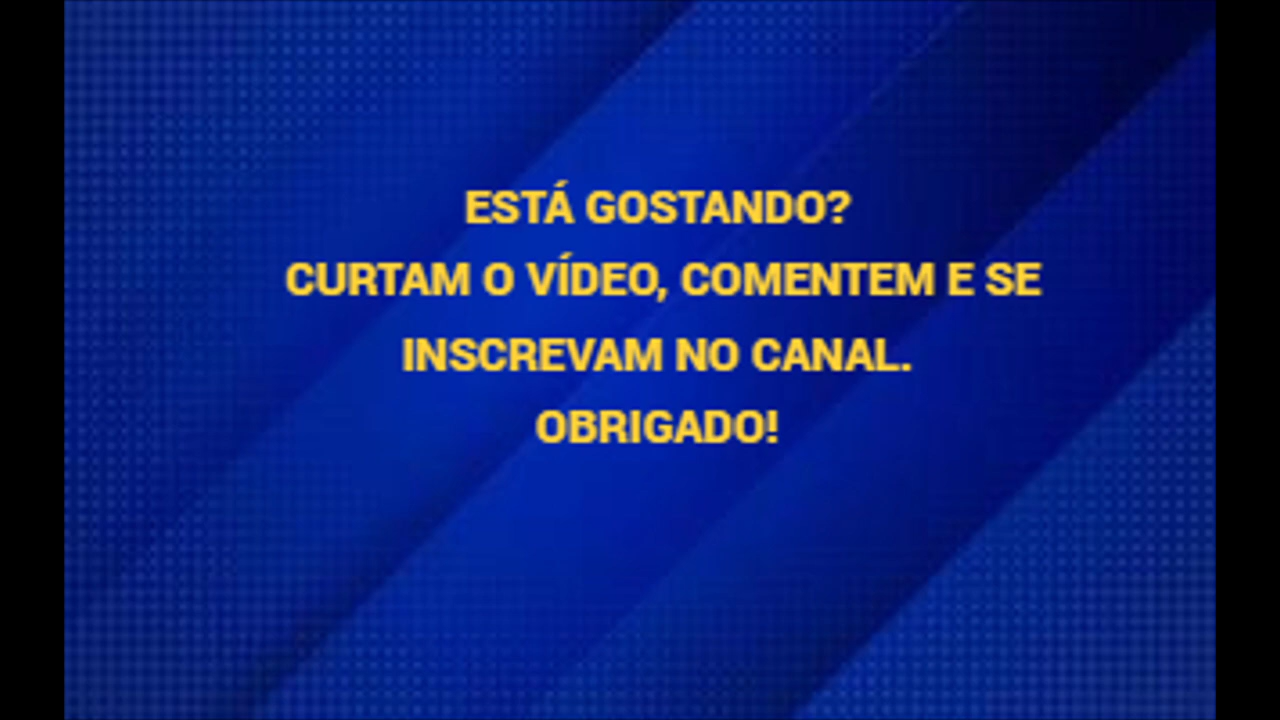 ESTÁ GOSTANDO?
CURTAM O VÍDEO, COMENTEM E SE
INSCREVAM NO CANAL.
OBRIGADO!